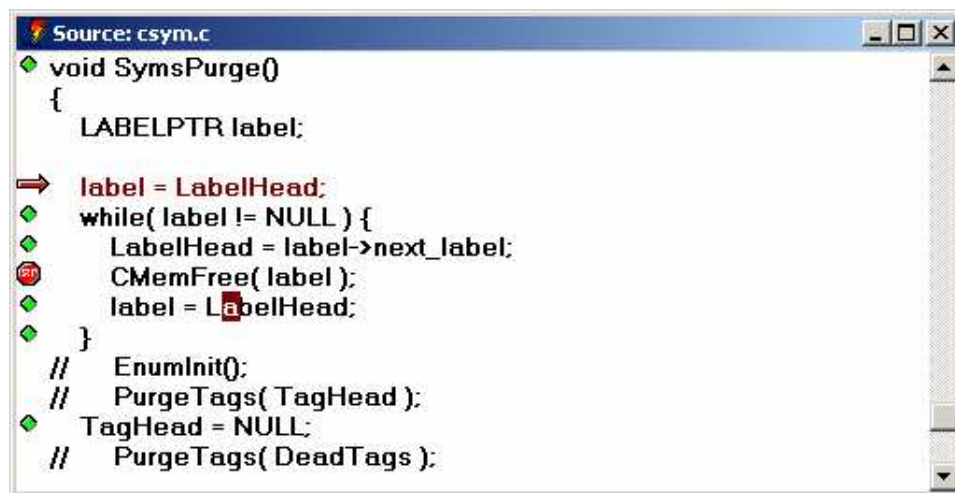 Source: csym.c
void SymsPurge()
{
LABELPTR label;
label = LabelHead;
while( label != NULL ) {
LabelHead = label->next_label;
CMemFree( label );
label = LabelHead;
}
// EnumInit();
// PurgeTags( TagHead );
TagHead = NULL;
// PurgeTags( DeadTags );